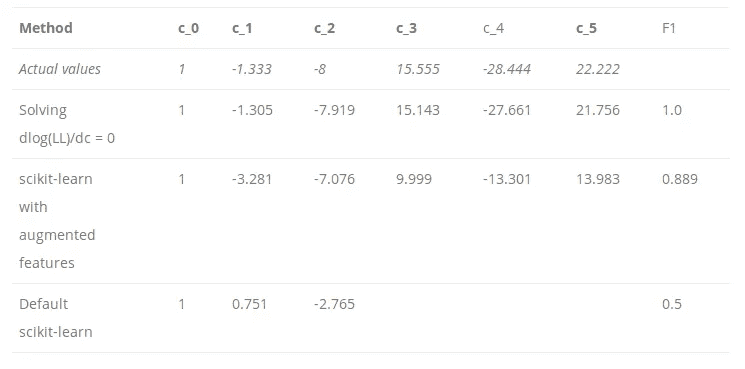 Method c_0 c_1 c_2 c_3 c_4 c_5 F1
Actual values 1 -1.333 -8 15.555 -28.444 22.222
Solving 1 -1.305 -7.919 15.143 -27.661 21.756 1.0
dlog(LL)/dc = 0
scikit-learn 1 -3.281 -7.076 9.999 -13.301 13.983 0.889
with
augmented
features
Default 1 0.751 -2.765 0.5
scikit-learn